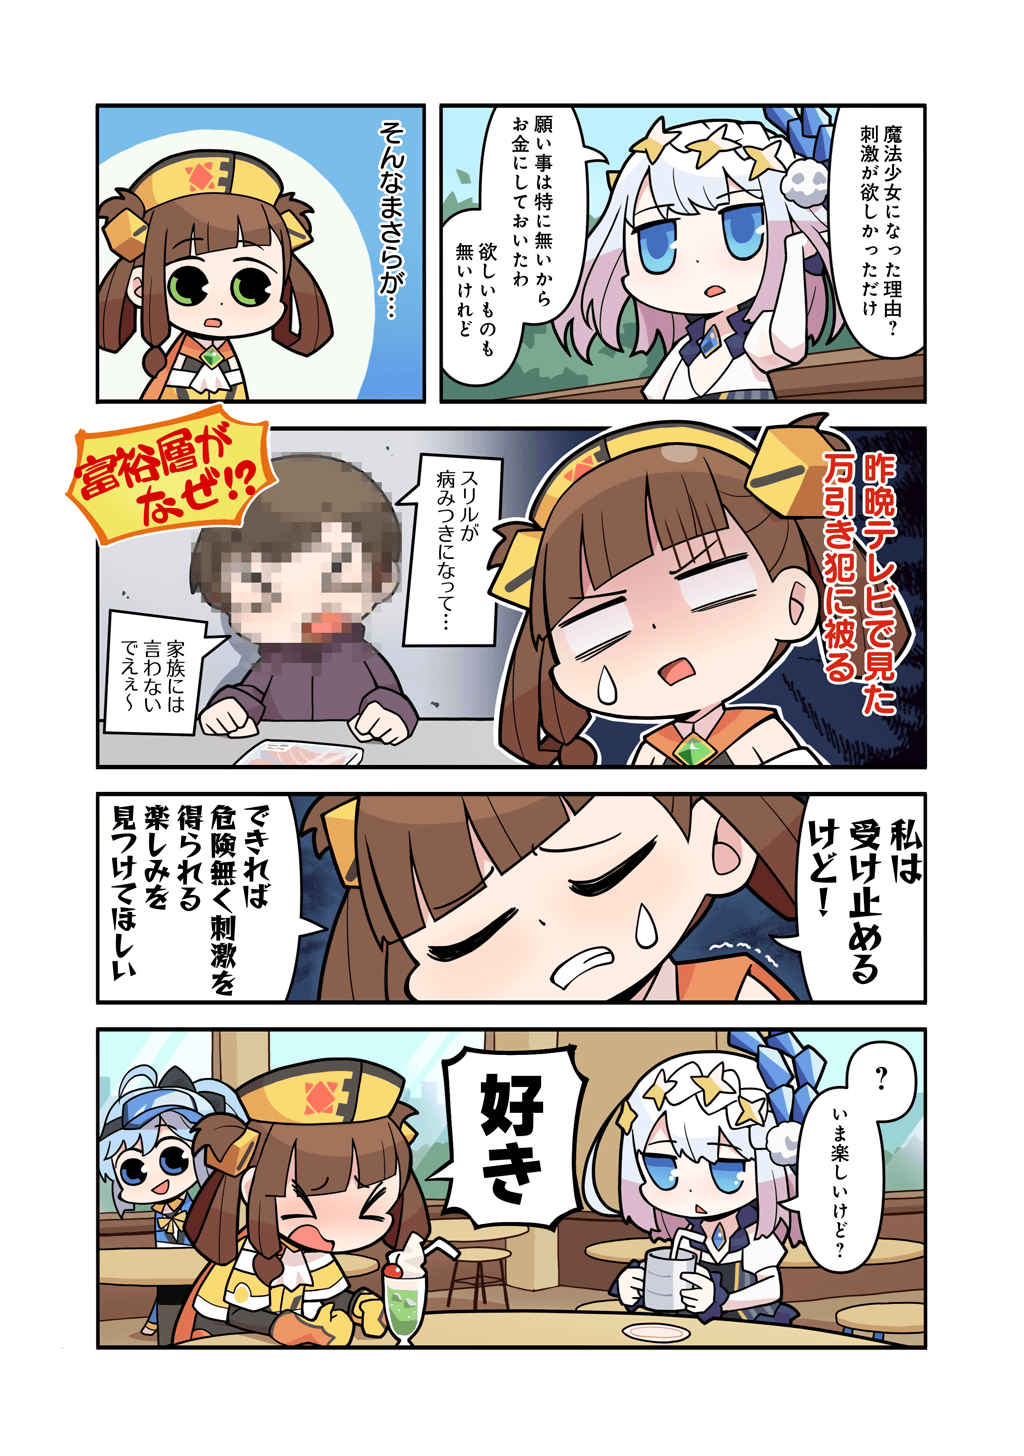 魔法少女になった理由？
刺激が欲しかっただけ
願い事は特に無いから
お金にしておいたわ
欲しいものも
無いけれど
そんなまさらが…
昨晩テレビで見た
万引き犯に被る
スリルが
病みつきになって…
富裕層が
なぜ!?
家族には
言わない
でえぇ～
私は
受け止める
けど！
できれば
危険無く刺激を
得られる
楽しみを
見つけてほしい
？
いま楽しいけど？
好き